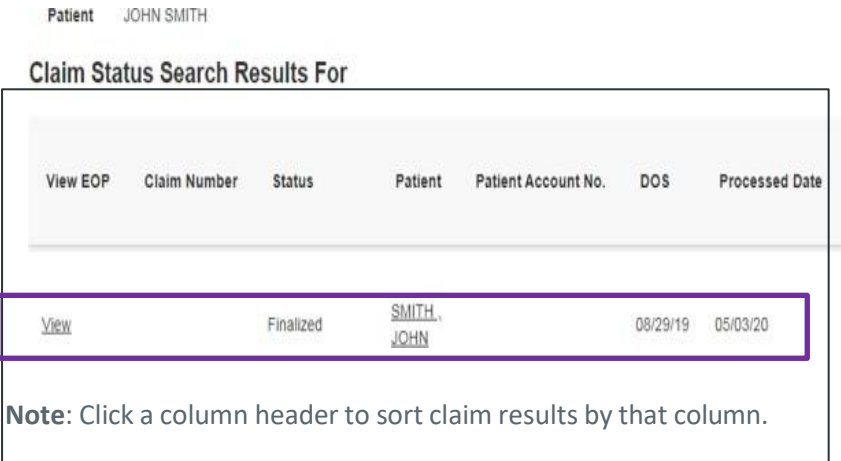 Patient JOHN SMITH
Claim Status Search Results For
View EOP Claim Number Status Patient Patient Account No. DOS Processed Date
View Finalized SMITH , JOHN 08/29/19 05/03/20
Note: Click a column header to sort claim results by that column.